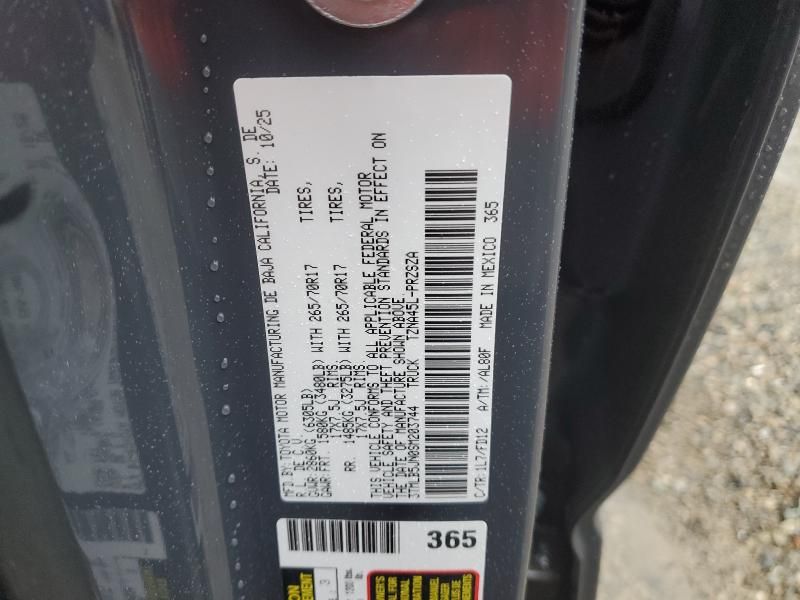 MFD BY: TOYOTA MOTOR MANUFACTURING DE BAJA CALIFORNIA, S. DE
R.L. DE C.V. DATE: 10/25
GVWR: 2860KG (6305LB)
GAWR: FRT. 1580KG (3480LB) WITH 265/70R17 TIRES,
17X7.5J RIMS,
RR. 1485KG (3275LB) WITH 265/70R17 TIRES,
17X7.5J RIMS.
THIS VEHICLE CONFORMS TO ALL APPLICABLE FEDERAL MOTOR
VEHICLE SAFETY AND THEFT PREVENTION STANDARDS IN EFFECT ON
THE DATE OF MANUFACTURE SHOWN ABOVE.
3TMLB5JN0SM203744 TRUCK TZNA45L-PRZSZA
C/TR: 1L7/FD12 A/TM: /AL80F MADE IN MEXICO 365
365